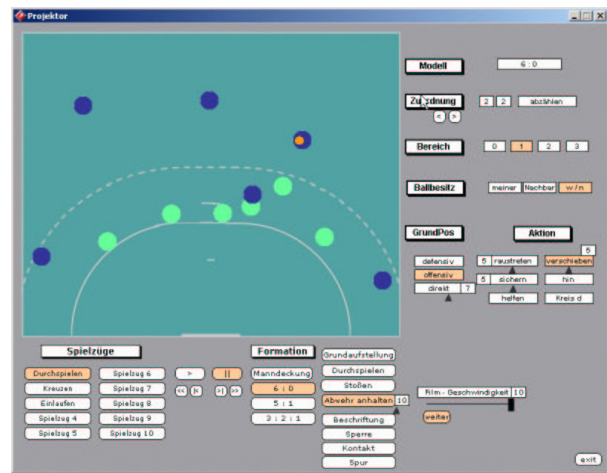 Projektor
Modell
6 : 0
Zuordnung
2 2 abzählen
< >
Bereich
0 1 2 3
Ballbesitz
meiner Nachbar w/n
GrundPos
Aktion
5
defensiv
5 raustreten
verschieben
offensiv
5 sichern
hin
direkt 7
helfen
Kreis d
Spielzüge
Formation
Grundaufstellung
Durchspielen
Spielzug 6
> ||
Manndeckung
Durchspielen
Kreuzen
Spielzug 7
<< |< >| >>
6 : 0
Stoßen
Einlaufen
Spielzug 8
5 : 1
Abwehr anhalten 10
Film - Geschwindigkeit 10
Spielzug 4
Spielzug 9
3 : 2 : 1
Beschriftung
weiter
Spielzug 5
Spielzug 10
Sperre
Kontakt
Spur
exit